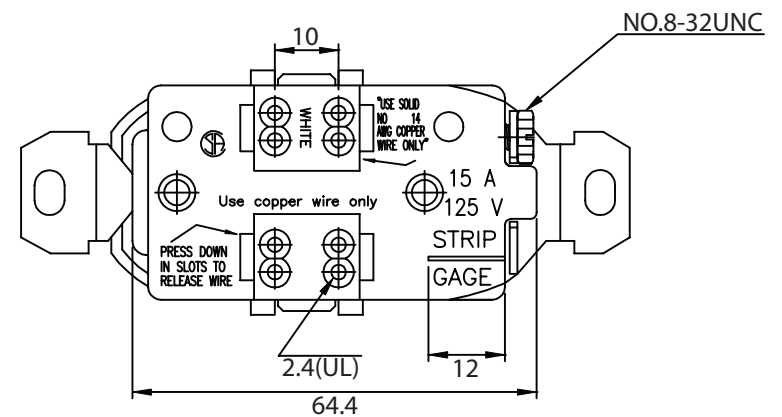 10
NO.8-32UNC
WHITE
"USE SOLID
NO 14
AWG COPPER
WIRE ONLY"
15 A
125 V
Use copper wire only
STRIP
GAGE
PRESS DOWN
IN SLOTS TO
RELEASE WIRE
2.4(UL)
12
64.4